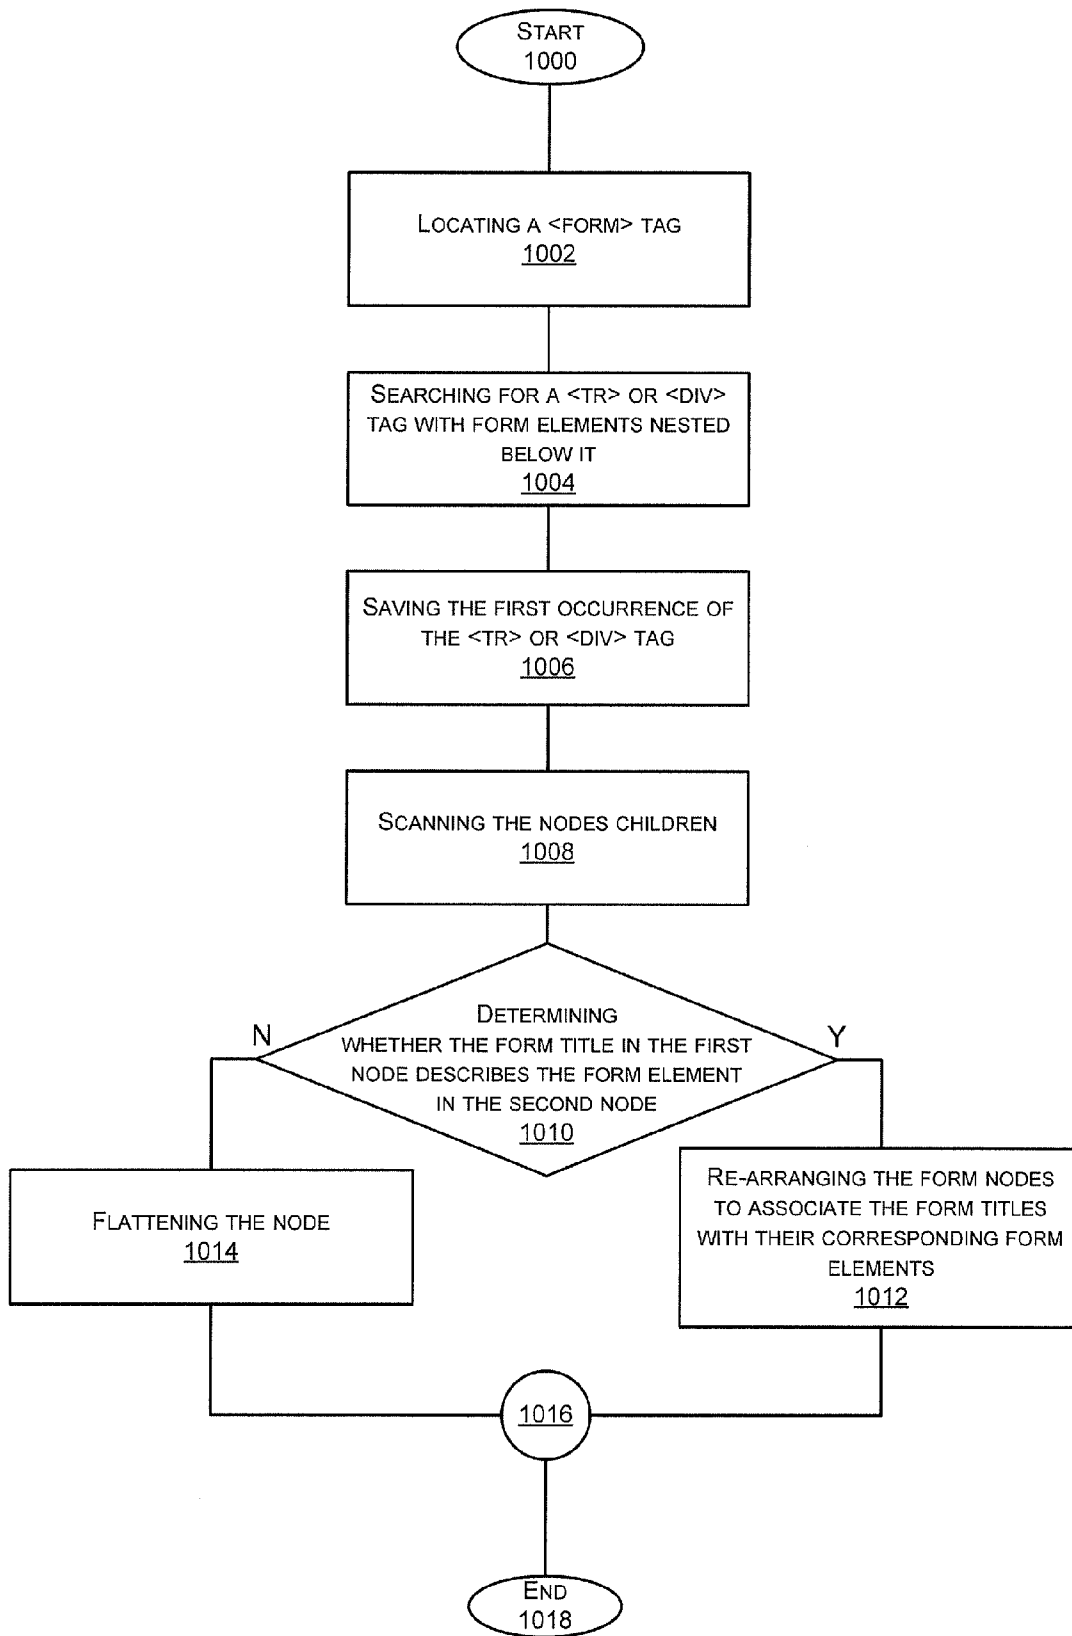 START
1000
LOCATING A <FORM> TAG
1002
SEARCHING FOR A <TR> OR <DIV>
TAG WITH FORM ELEMENTS NESTED
BELOW IT
1004
SAVING THE FIRST OCCURRENCE OF
THE <TR> OR <DIV> TAG
1006
SCANNING THE NODES CHILDREN
1008
DETERMINING
WHETHER THE FORM TITLE IN THE FIRST
NODE DESCRIBES THE FORM ELEMENT
IN THE SECOND NODE
1010
N
Y
FLATTENING THE NODE
1014
RE-ARRANGING THE FORM NODES
TO ASSOCIATE THE FORM TITLES
WITH THEIR CORRESPONDING FORM
ELEMENTS
1012
1016
END
1018